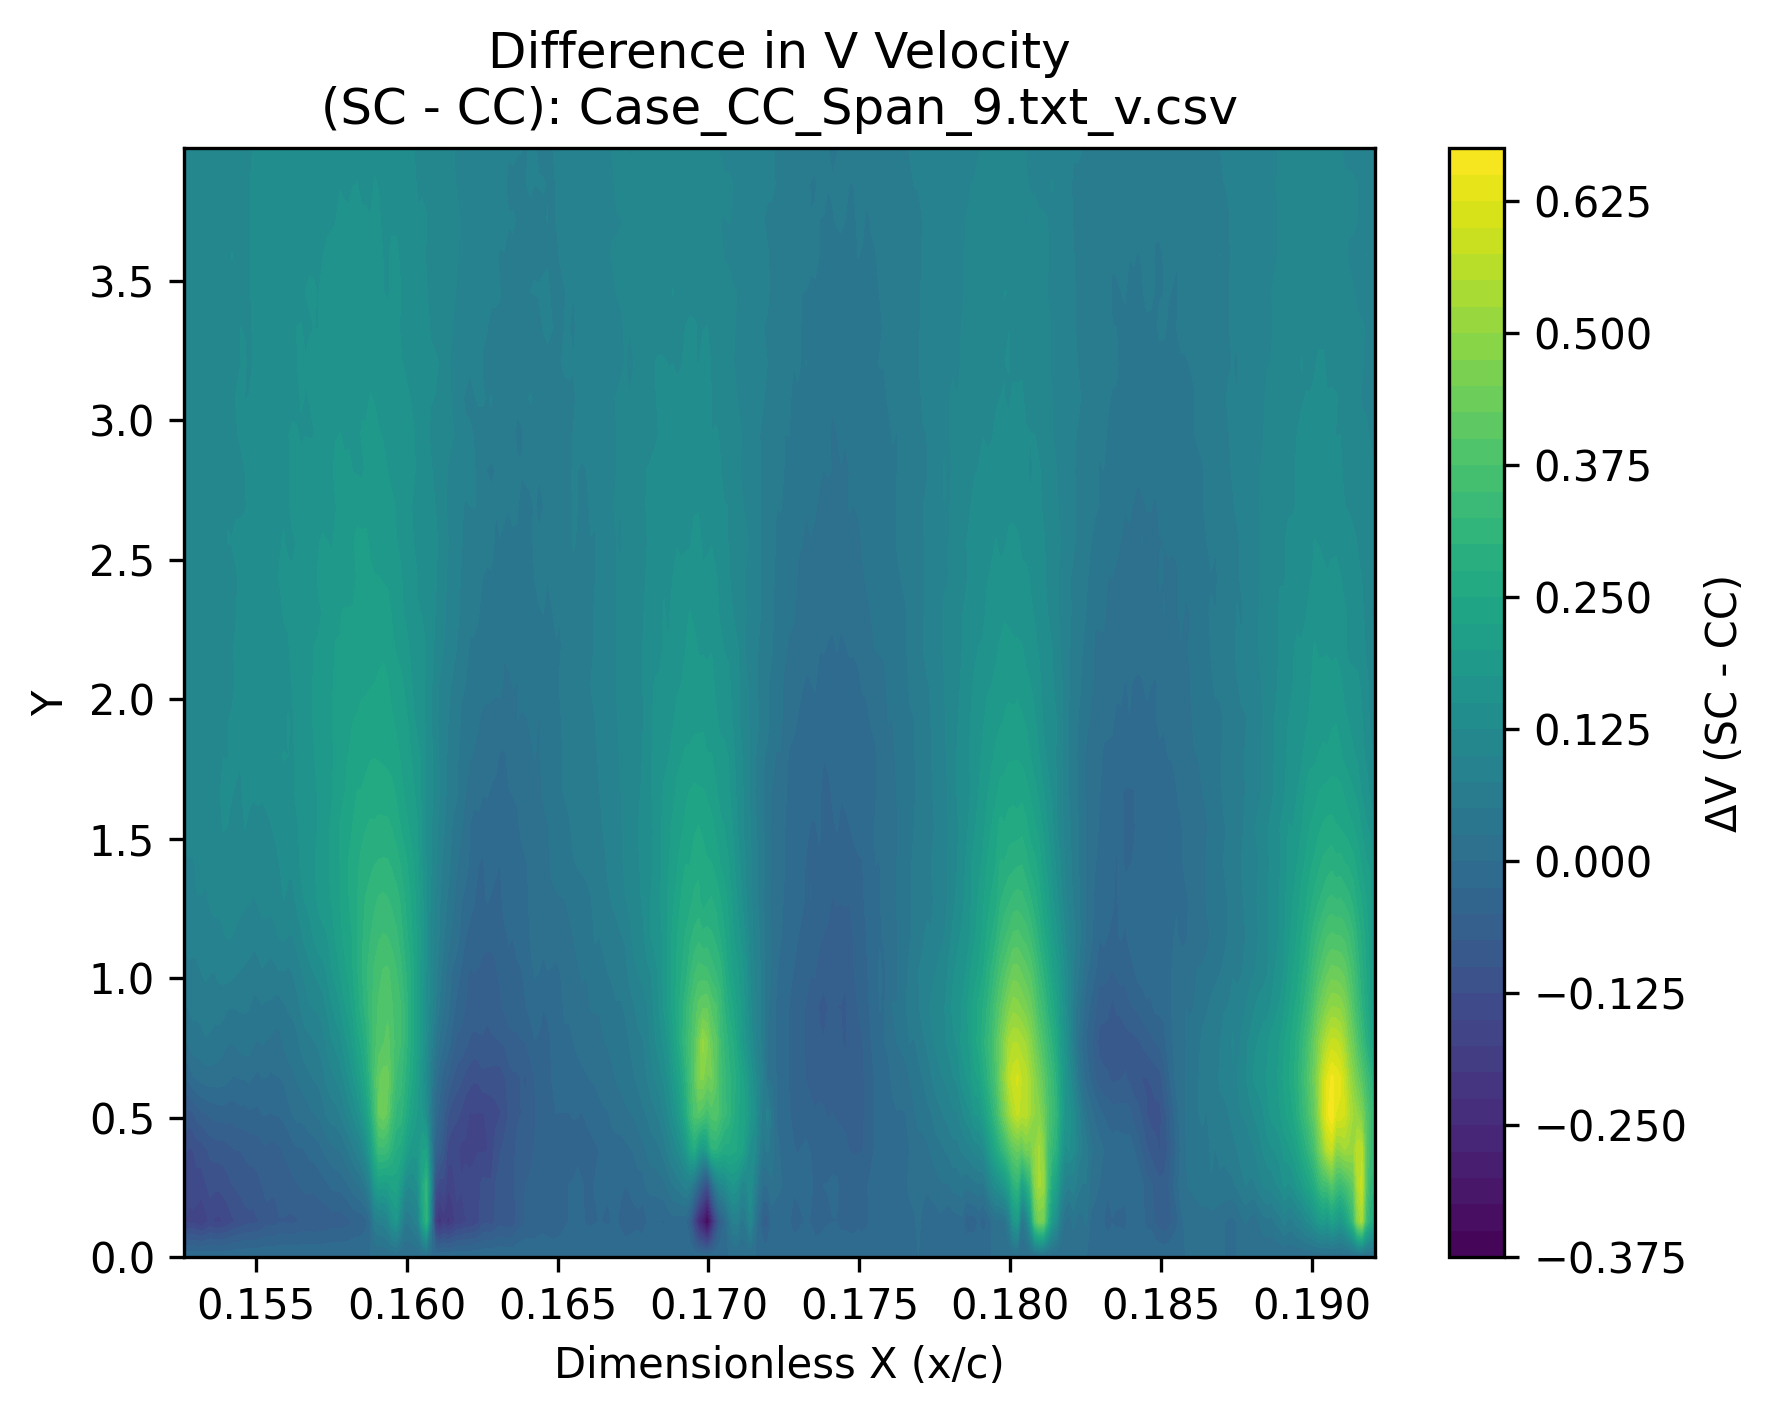 Difference in V Velocity
(SC - CC): Case_CC_Span_9.txt_v.csv
Y
3.5
3.0
2.5
2.0
1.5
1.0
0.5
0.0
0.155 0.160 0.165 0.170 0.175 0.180 0.185 0.190
Dimensionless X (x/c)
0.625
0.500
0.375
0.250
0.125
0.000
−0.125
−0.250
−0.375
ΔV (SC - CC)